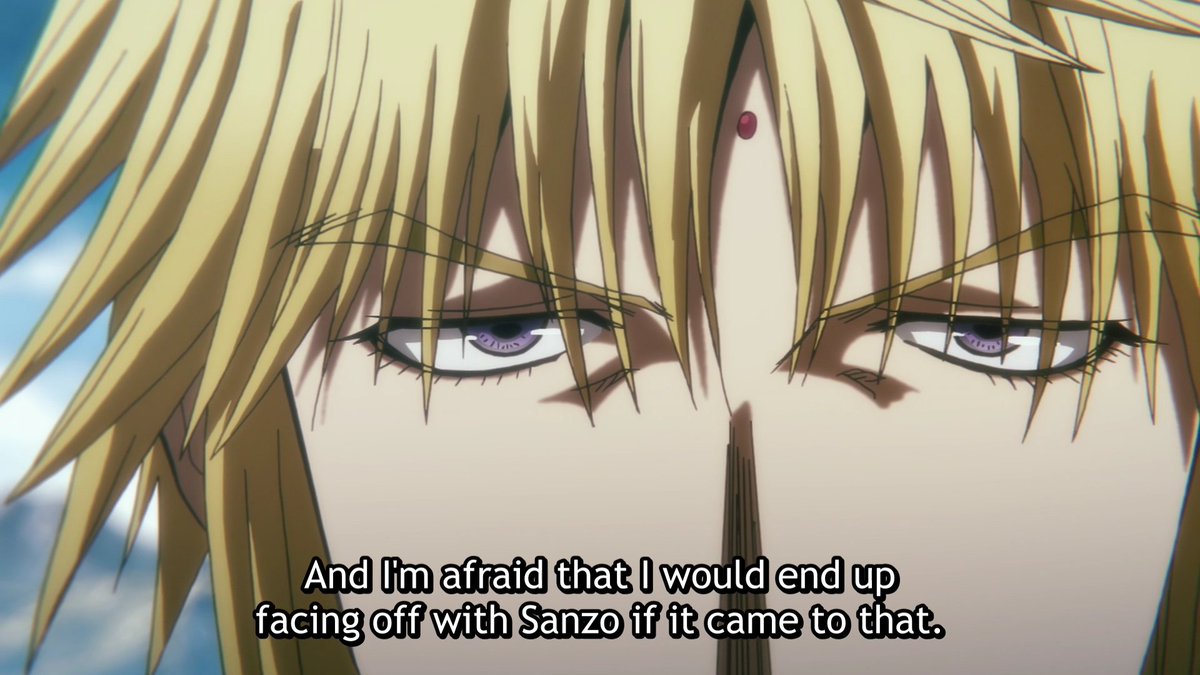 And I'm afraid that I would end up
facing off with Sanzo if it came to that.